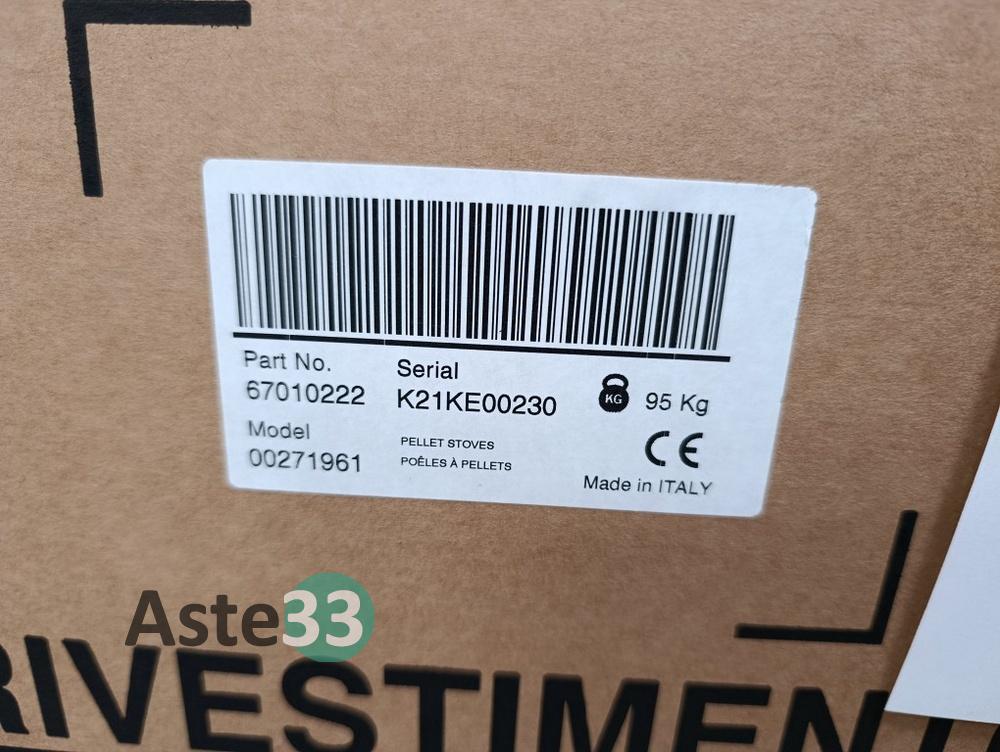 Part No.
67010222
Serial
K21KE00230
KG
95 Kg
Model
00271961
PELLET STOVES
POÊLES À PELLETS
CE
Made in ITALY
Aste33
RIVESTIMEN